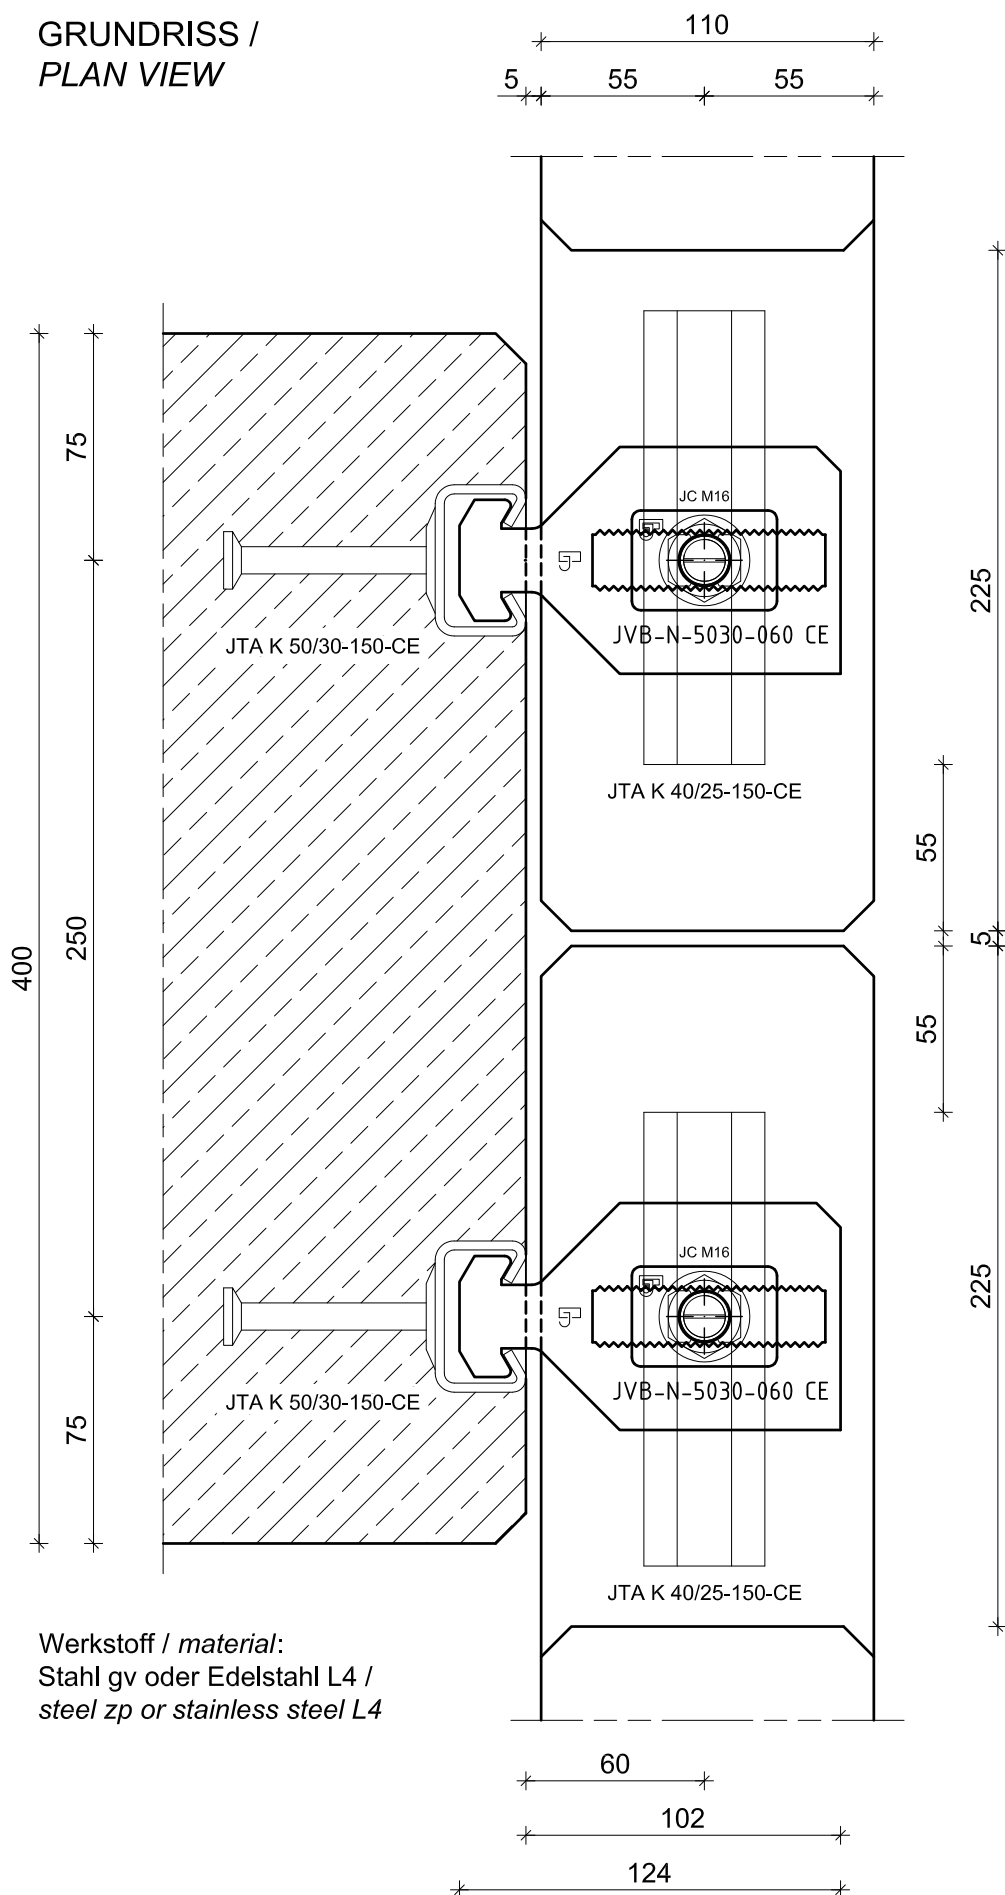 GRUNDRISS /
PLAN VIEW
110
5 55 55
75
250
400
75
JC M16
JVB-N-5030-060 CE
JTA K 50/30-150-CE
JTA K 40/25-150-CE
225
55
5
55
225
JC M16
JVB-N-5030-060 CE
JTA K 50/30-150-CE
JTA K 40/25-150-CE
Werkstoff / material:
Stahl gv oder Edelstahl L4 /
steel zp or stainless steel L4
60
102
124